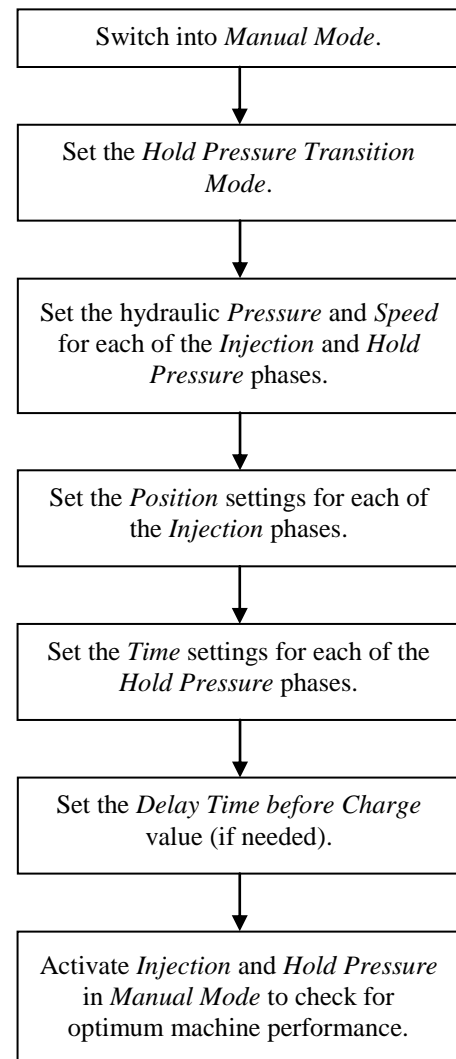 Switch into Manual Mode.
Set the Hold Pressure Transition
Mode.
Set the hydraulic Pressure and Speed
for each of the Injection and Hold
Pressure phases.
Set the Position settings for each of
the Injection phases.
Set the Time settings for each of the
Hold Pressure phases.
Set the Delay Time before Charge
value (if needed).
Activate Injection and Hold Pressure
in Manual Mode to check for
optimum machine performance.